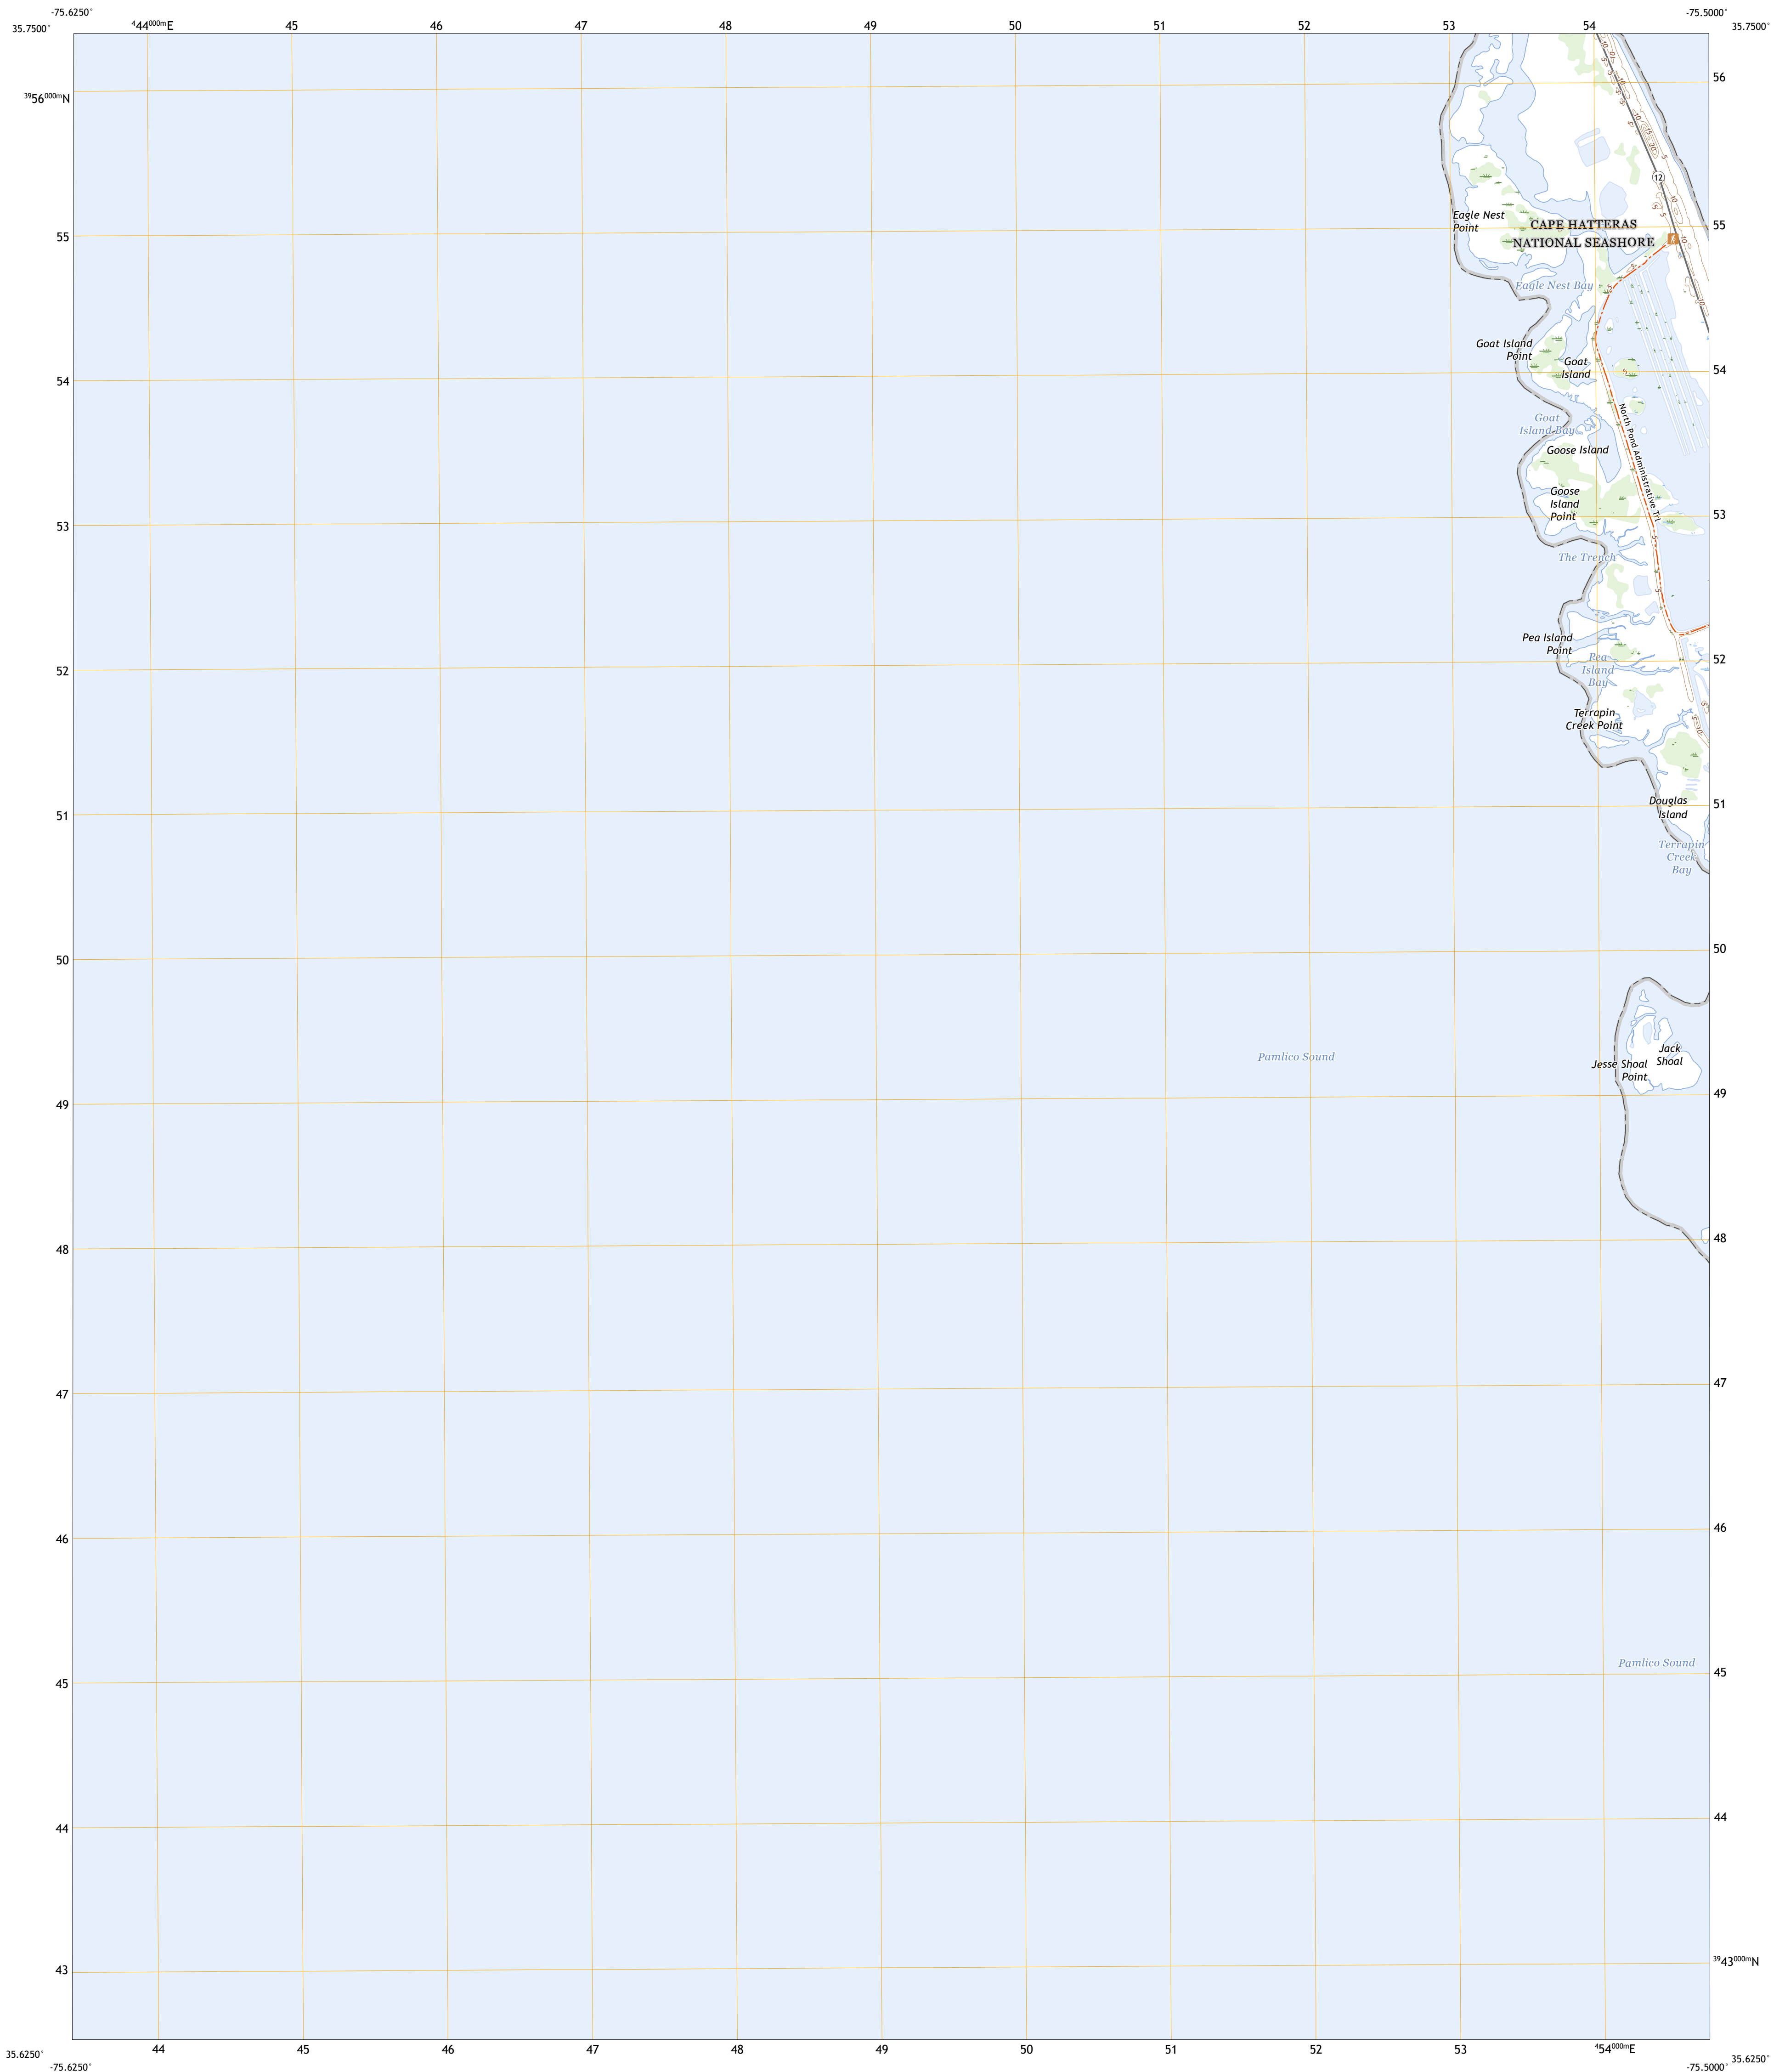 -75.6250°
-75.5000°
35.7500°
⁴44⁰⁰⁰ᵐE
45
46
47
48
49
50
51
52
53
54
35.7500°
³⁹56⁰⁰⁰ᵐN
56
12
Eagle Nest
Point
CAPE HATTERAS
NATIONAL SEASHORE
55
55
Eagle Nest Bay
Goat Island
Point
Goat
Island
54
54
Goat
Island Bay
North Pond Administrative Trl
Goose Island
Goose
Island
Point
53
53
The Trench
Pea Island
Point
Pea
Island
Bay
52
52
Terrapin
Creek Point
Douglas
Island
51
51
Terrapin
Creek
Bay
50
50
Pamlico Sound
Jack
Shoal
Jesse Shoal
Point
49
49
48
48
47
47
46
46
Pamlico Sound
45
45
44
44
43
³⁹43⁰⁰⁰ᵐN
35.6250°
44
45
46
47
48
49
50
51
52
53
⁴54⁰⁰⁰ᵐE
35.6250°
-75.6250°
-75.5000°